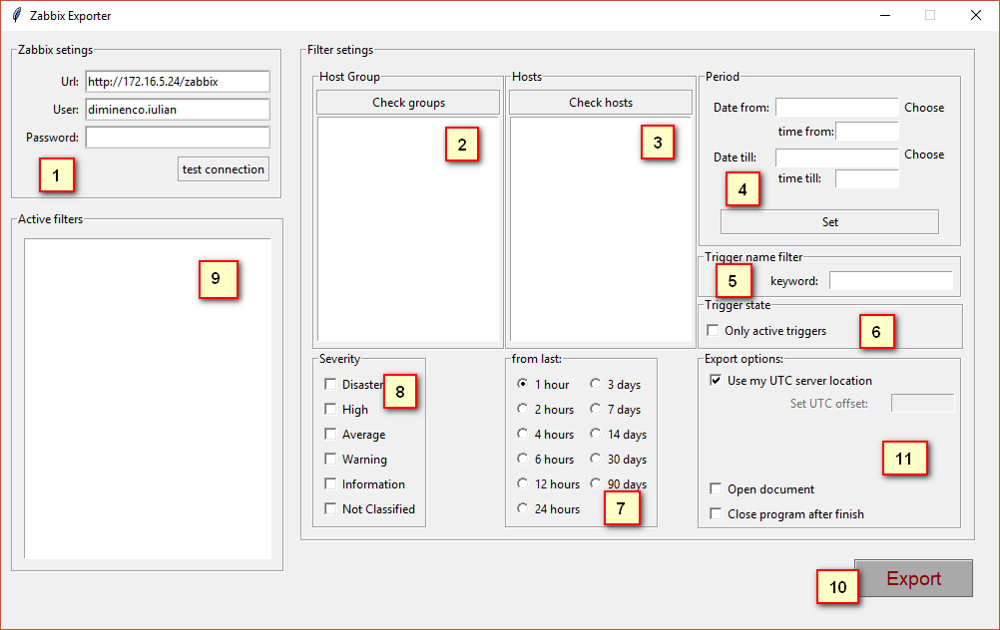 Zabbix Exporter
Zabbix setings
Url: http://172.16.5.24/zabbix
User: diminenco.iulian
Password:
1
test connection
Active filters
9
Filter setings
Host Group
Check groups
2
Hosts
Check hosts
3
Period
Date from: Choose
time from:
Date till: Choose
time till:
4
Set
Trigger name filter
5
keyword:
Trigger state
Only active triggers
6
Severity
Disaster
8
High
Average
Warning
Information
Not Classified
from last:
1 hour 3 days
2 hours 7 days
4 hours 14 days
6 hours 30 days
12 hours 90 days
24 hours
7
Export options:
Use my UTC server location
Set UTC offset:
11
Open document
Close program after finish
10
Export